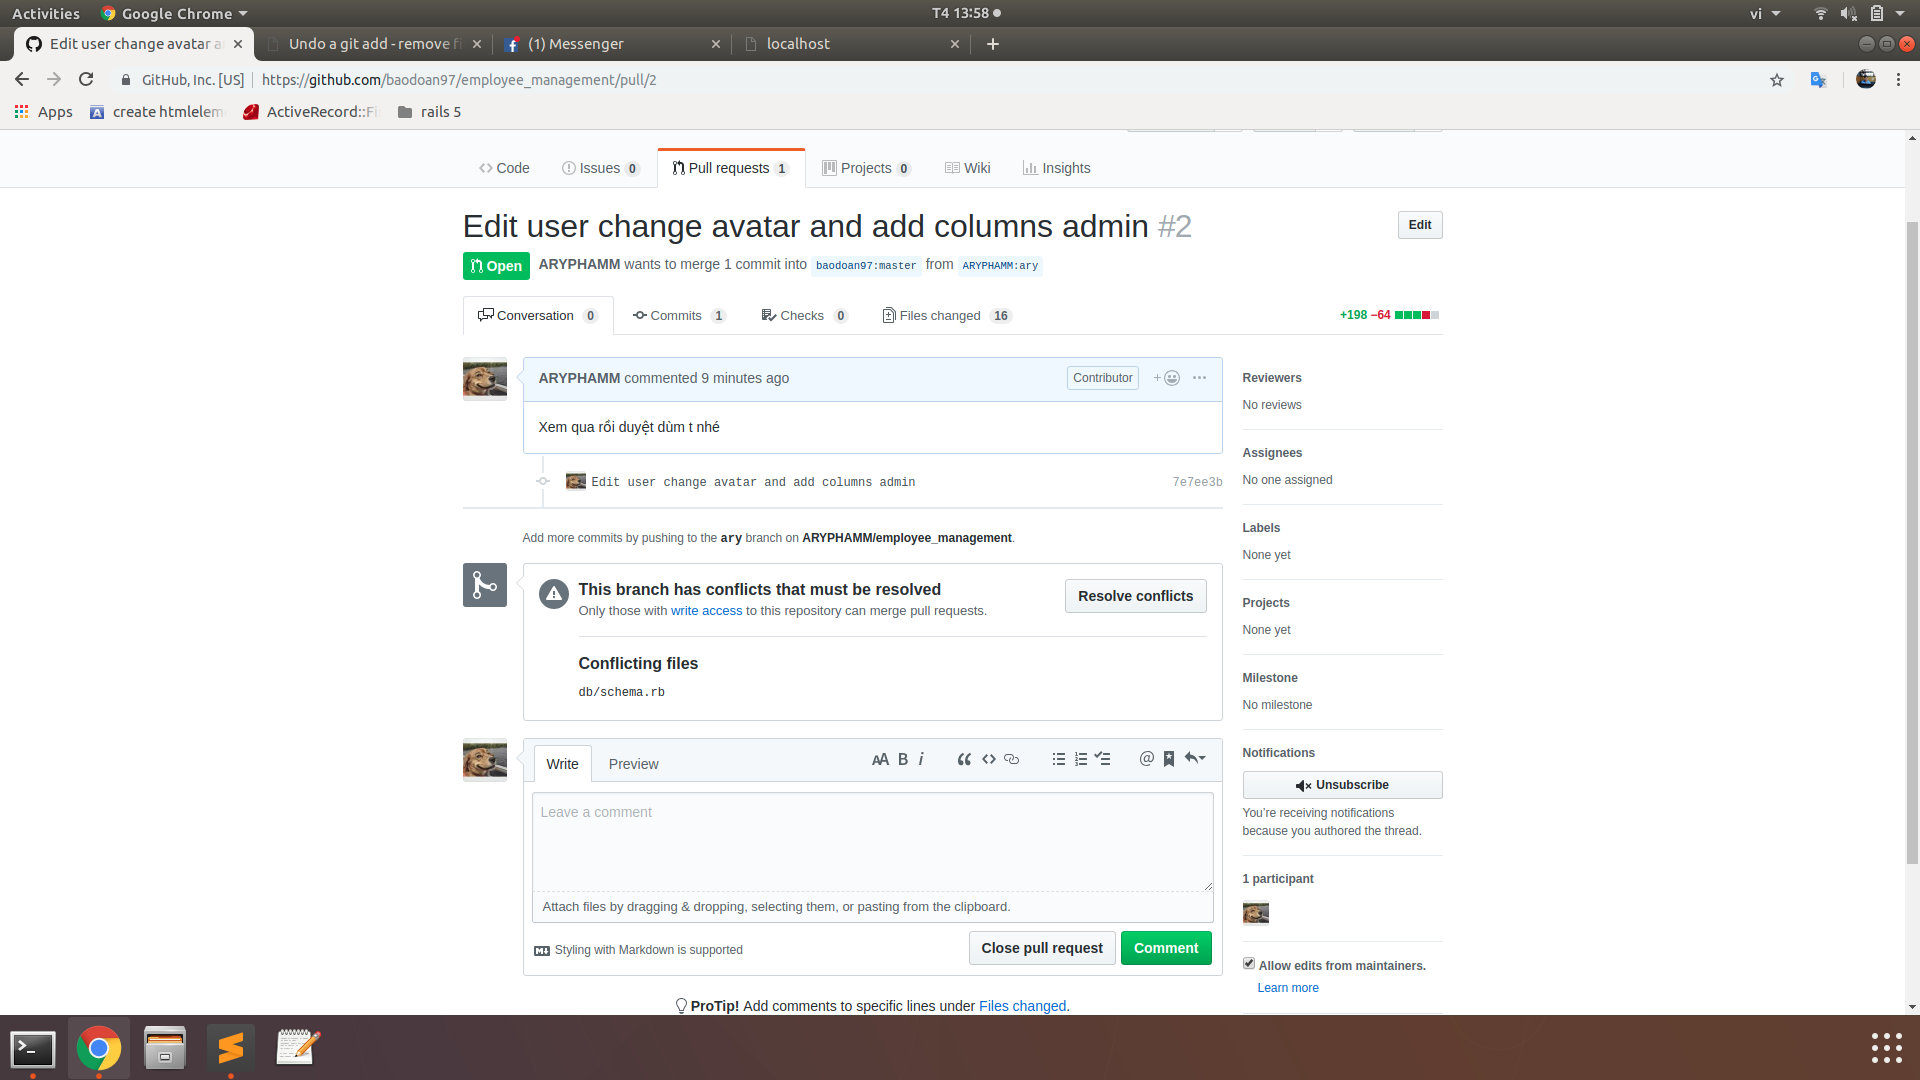 Activities
Google Chrome
T4 13:58
vi
Edit user change avatar a
Undo a git add - remove fi
(1) Messenger
localhost
GitHub, Inc. [US]
https://github.com/baodoan97/employee_management/pull/2
Apps
create htmlelem
ActiveRecord::Fi
rails 5
Code
Issues 0
Pull requests 1
Projects 0
Wiki
Insights
Edit user change avatar and add columns admin #2
Edit
Open
ARYPHAMM wants to merge 1 commit into baodoan97:master from ARYPHAMM:ary
Conversation 0
Commits 1
Checks 0
Files changed 16
+198 −64
ARYPHAMM commented 9 minutes ago
Contributor
Xem qua rồi duyệt dùm t nhé
Edit user change avatar and add columns admin
7e7ee3b
Add more commits by pushing to the ary branch on ARYPHAMM/employee_management.
This branch has conflicts that must be resolved
Only those with write access to this repository can merge pull requests.
Resolve conflicts
Conflicting files
db/schema.rb
Write
Preview
Leave a comment
Attach files by dragging & dropping, selecting them, or pasting from the clipboard.
Styling with Markdown is supported
Close pull request
Comment
ProTip! Add comments to specific lines under Files changed.
Reviewers
No reviews
Assignees
No one assigned
Labels
None yet
Projects
None yet
Milestone
No milestone
Notifications
Unsubscribe
You’re receiving notifications
because you authored the thread.
1 participant
Allow edits from maintainers.
Learn more